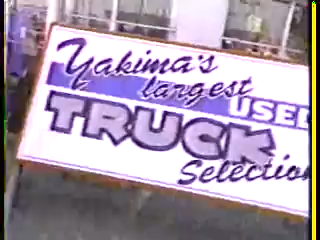 Yakima's
largest
USED
TRUCK
Selection